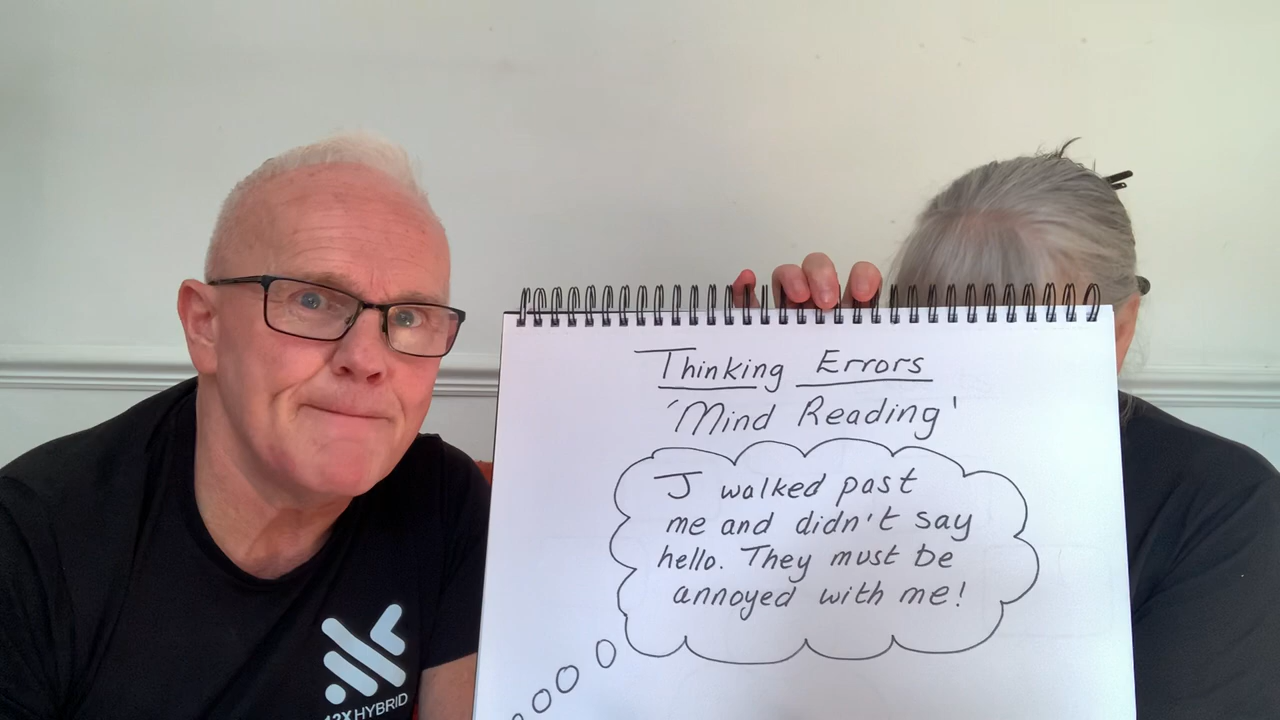 Thinking Errors
'Mind Reading'
J walked past
me and didn't say
hello. They must be
annoyed with me!
HYBRID